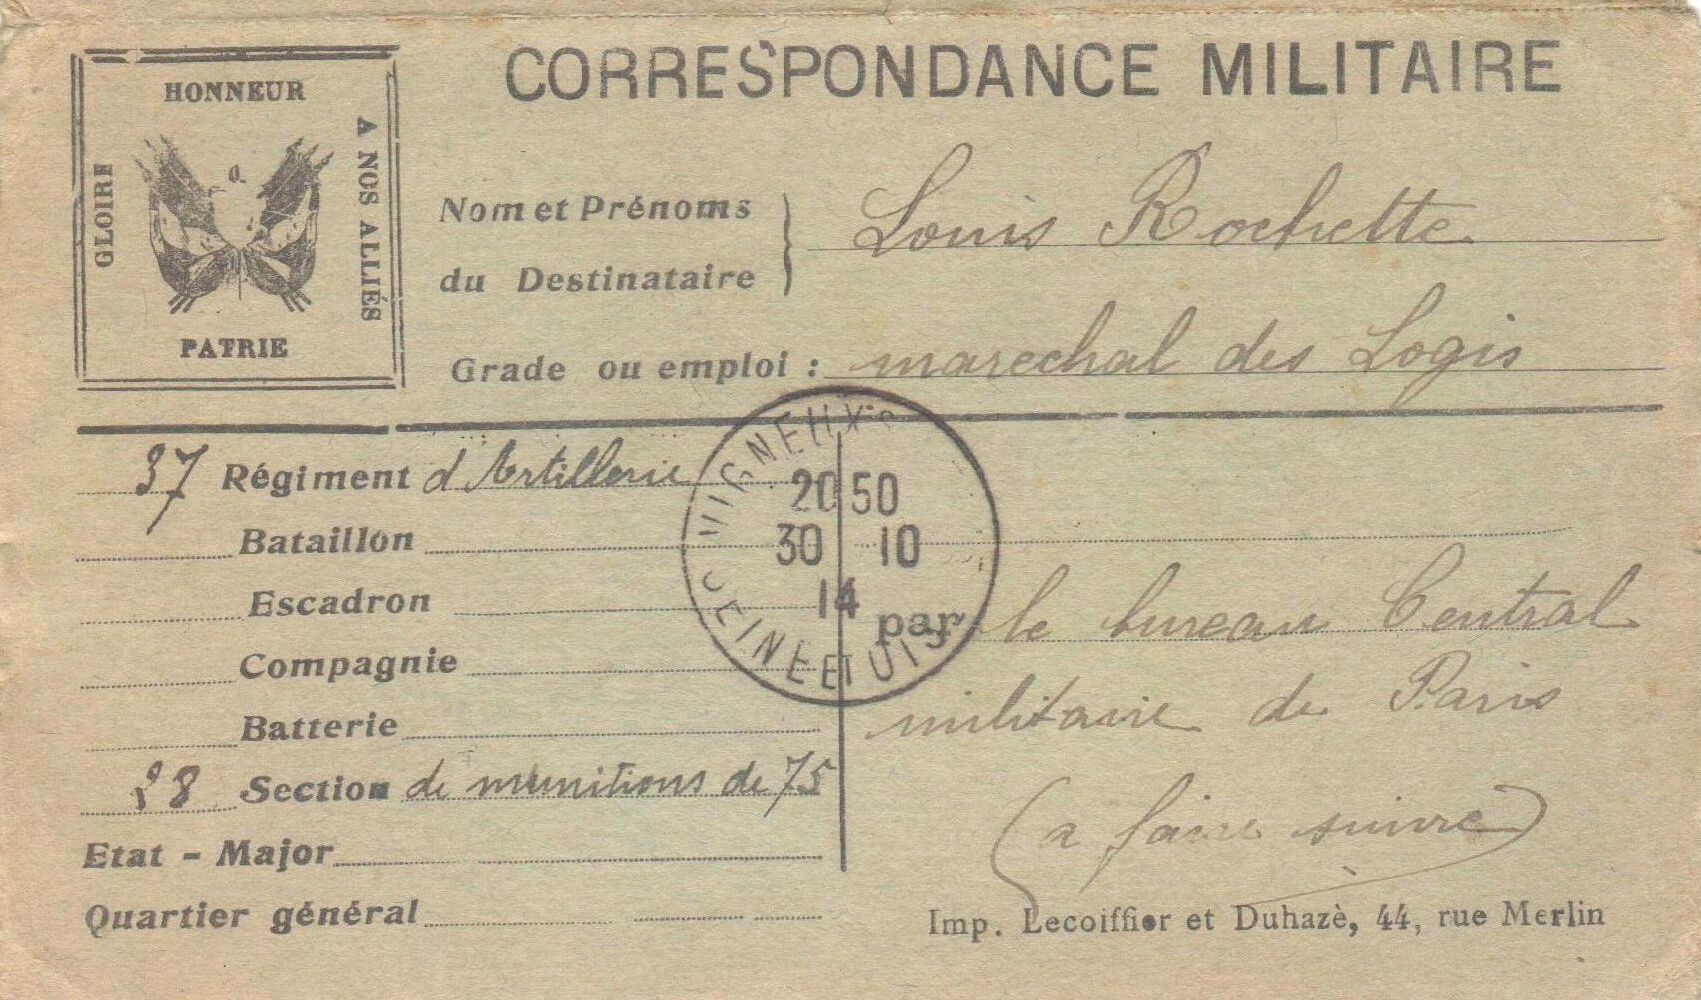 CORRESPONDANCE MILITAIRE
HONNEUR
GLOIRE
A NOS ALLIÉS
PATRIE
Nom et Prénoms
du Destinataire
Louis Rochette
Grade ou emploi : marechal des Logis
37 Régiment d'Artillerie
Bataillon
Escadron
Compagnie
Batterie
28 Section de munitions de 75
Etat - Major
Quartier général
VIGNEUX
20 50
30 10
14
SEINE ET OISE
par le bureau Central
militaire de Paris
(a faire suivre)
Imp. Lecoiffier et Duhazè, 44, rue Merlin